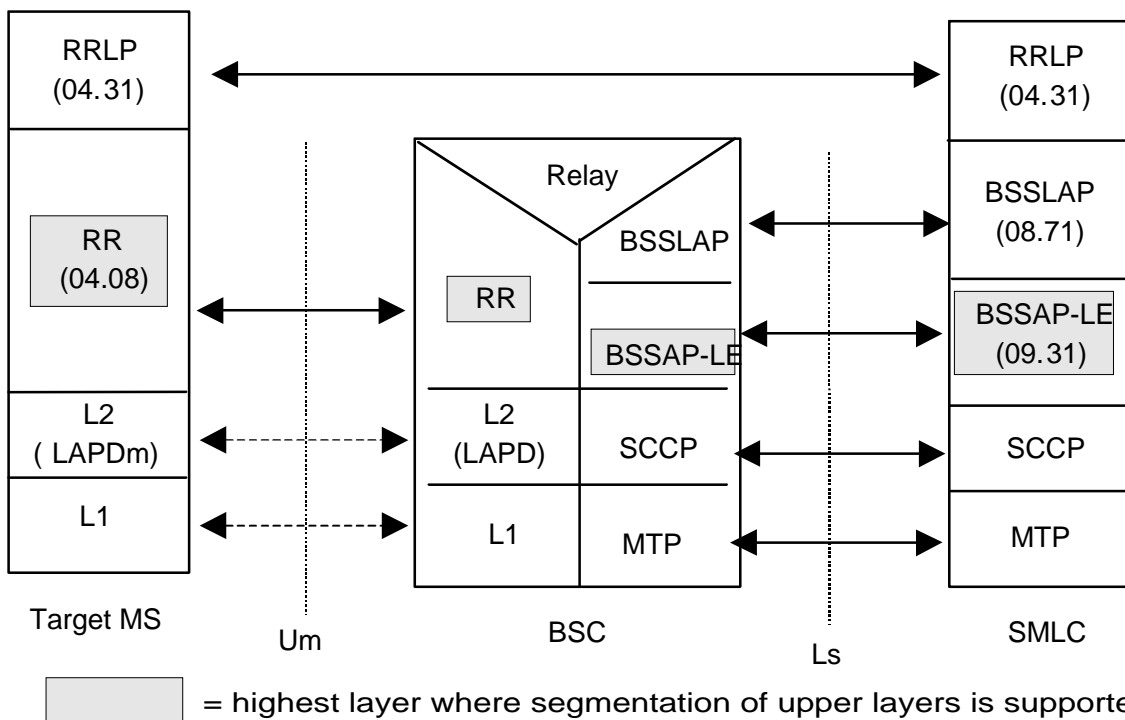 RRLP
(04.31)
RR
(04.08)
L2
( LAPDm)
L1
Target MS
Um
Relay
RR
BSSLAP
BSSAP-LE
L2
(LAPD)
SCCP
L1
MTP
BSC
Ls
RRLP
(04.31)
BSSLAP
(08.71)
BSSAP-LE
(09.31)
SCCP
MTP
SMLC
= highest layer where segmentation of upper layers is supporte